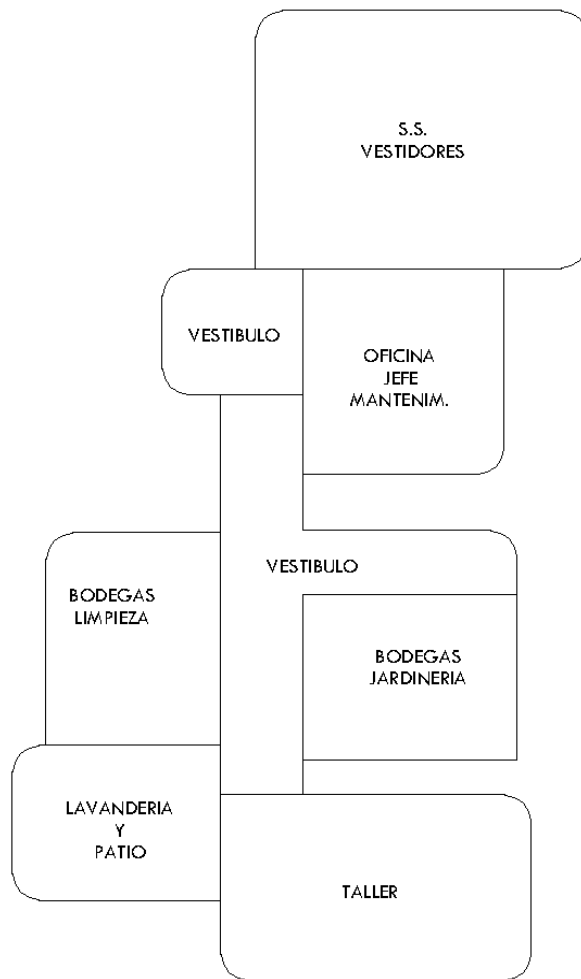 S.S.
VESTIDORES
VESTIBULO
OFICINA
JEFE
MANTENIM.
VESTIBULO
BODEGAS
LIMPIEZA
BODEGAS
JARDINERIA
LAVANDERIA
Y
PATIO
TALLER